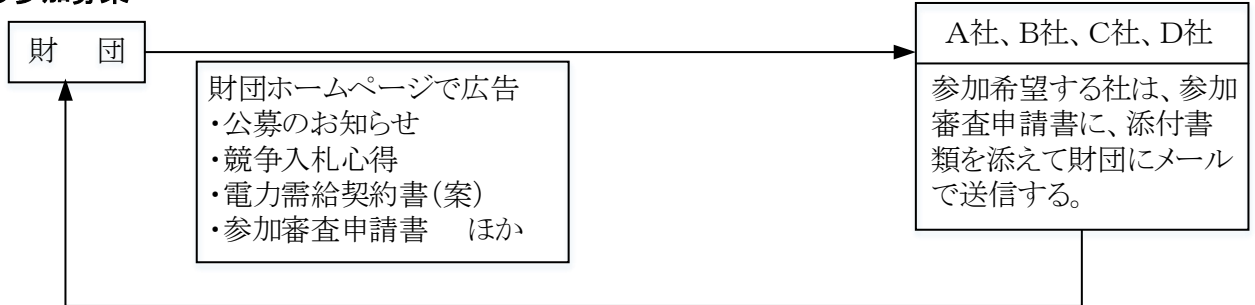 参加募集
財　団
財団ホームページで広告
・公募のお知らせ
・競争入札心得
・電力需給契約書(案)
・参加審査申請書　ほか
A社、B社、C社、D社
参加希望する社は、参加
審査申請書に、添付書
類を添えて財団にメール
で送信する。